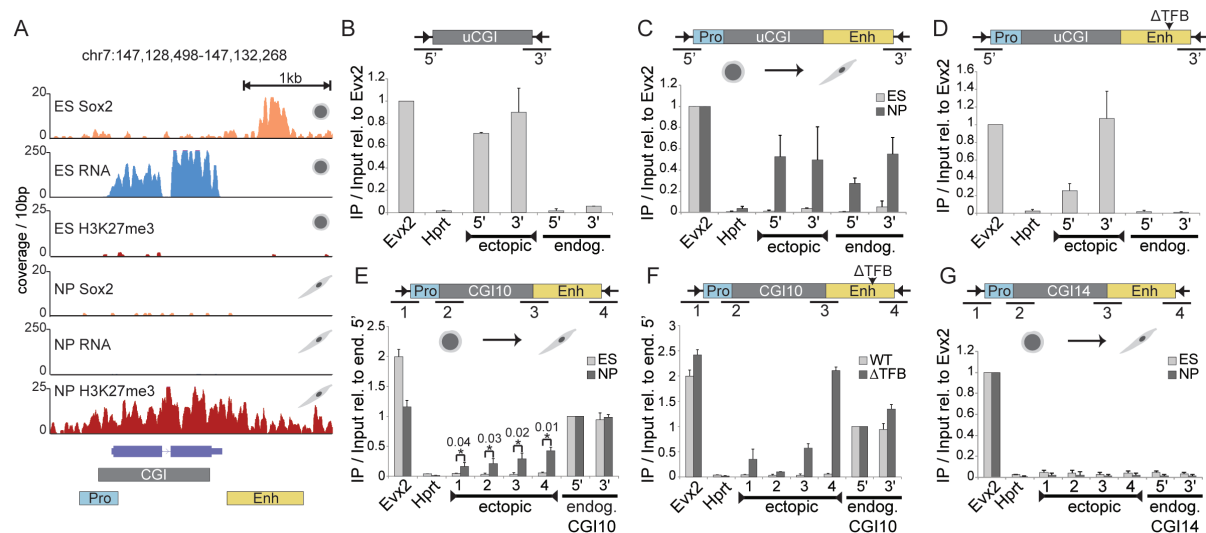 A
chr7:147,128,498-147,132,268
1kb
20
ES Sox2
0
250
ES RNA
0
25
ES H3K27me3
0
20
NP Sox2
0
250
NP RNA
0
25
NP H3K27me3
0
coverage / 10bp
CGI
Pro
Enh
B
uCGI
5'
3'
IP / Input rel. to Evx2
1.2
1
0.8
0.6
0.4
0.2
0
Evx2
Hprt
5'
3'
5'
3'
ectopic
endog.
C
Pro
uCGI
Enh
5'
3'
IP / Input rel. to Evx2
1.2
1
0.8
0.6
0.4
0.2
0
ES
NP
Evx2
Hprt
5'
3'
5'
3'
ectopic
endog.
D
ΔTFB
Pro
uCGI
Enh
5'
3'
IP / Input rel. to Evx2
1.6
1.4
1.2
1
0.8
0.6
0.4
0.2
0
Evx2
Hprt
5'
3'
5'
3'
ectopic
endog.
E
Pro
CGI10
Enh
1
2
3
4
IP / Input rel. to end. 5'
2.5
2
1.5
1
0.5
0
ES
NP
0.04
*
0.03
*
0.02
*
0.01
*
Evx2
Hprt
1
2
3
4
5'
3'
ectopic
endog.
CGI10
F
ΔTFB
Pro
CGI10
Enh
1
2
3
4
IP / Input rel. to end. 5'
3
2.5
2
1.5
1
0.5
0
WT
ΔTFB
Evx2
Hprt
1
2
3
4
5'
3'
ectopic
endog.
CGI10
G
Pro
CGI14
Enh
1
2
3
4
IP / Input rel. to Evx2
1.2
1
0.8
0.6
0.4
0.2
0
ES
NP
Evx2
Hprt
1
2
3
4
5'
3'
ectopic
endog.
CGI14